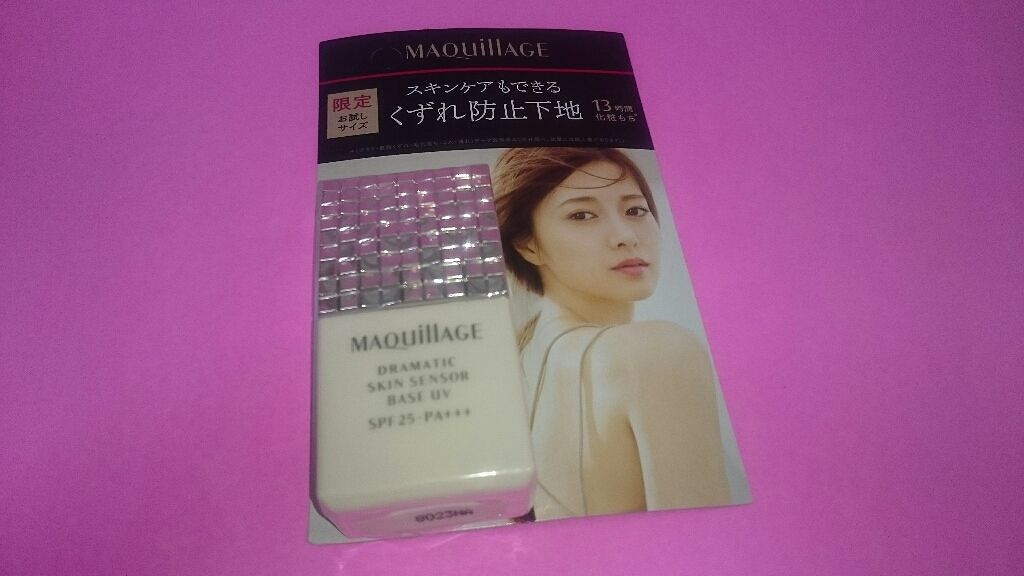 MAQuillAGE
スキンケアもできる
限定
お試し
サイズ
くずれ防止下地
13時間
化粧もち
MAQuillAGE
DRAMATIC
SKIN SENSOR
BASE UV
SPF25・PA+++
8023NA